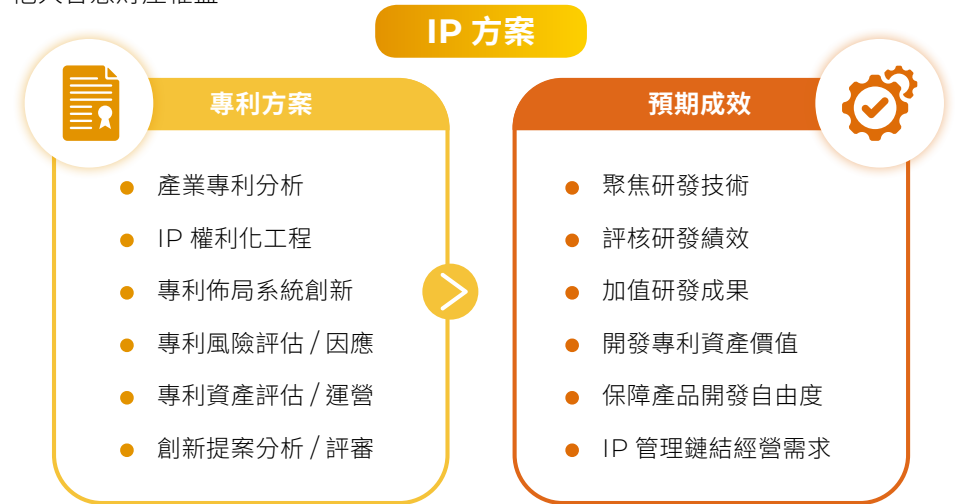 IP 方案
專利方案
產業專利分析
IP 權利化工程
專利佈局系統創新
專利風險評估 / 因應
專利資產評估 / 運營
創新提案分析 / 評審
預期成效
聚焦研發技術
評核研發績效
加值研發成果
開發專利資產價值
保障產品開發自由度
IP 管理鏈結經營需求